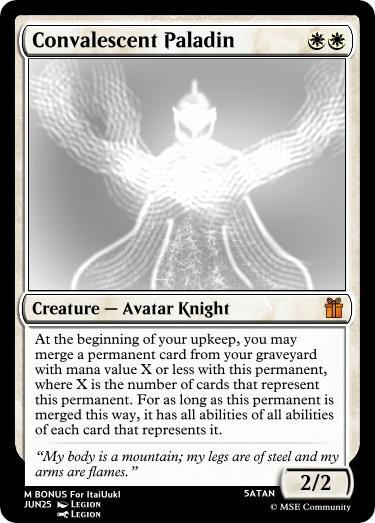 Convalescent Paladin
Creature — Avatar Knight
At the beginning of your upkeep, you may
merge a permanent card from your graveyard
with mana value X or less with this permanent,
where X is the number of cards that represent
this permanent. For as long as this permanent is
merged this way, it has all abilities of all abilities
of each card that represents it.
“My body is a mountain; my legs are of steel and my
arms are flames.”
2/2
M BONUS For ItaiUukl
5ATAN
JUN25 Legion
Legion
© MSE Community